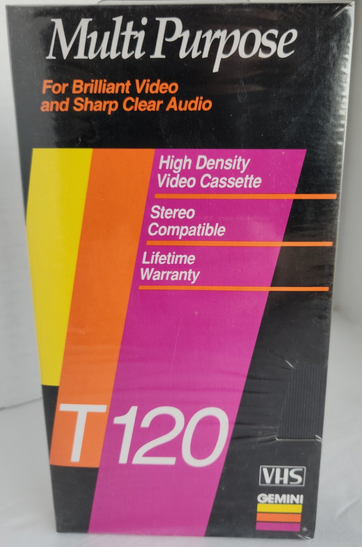 Multi Purpose
For Brilliant Video
and Sharp Clear Audio
High Density
Video Cassette
Stereo
Compatible
Lifetime
Warranty
T120
VHS
GEMINI